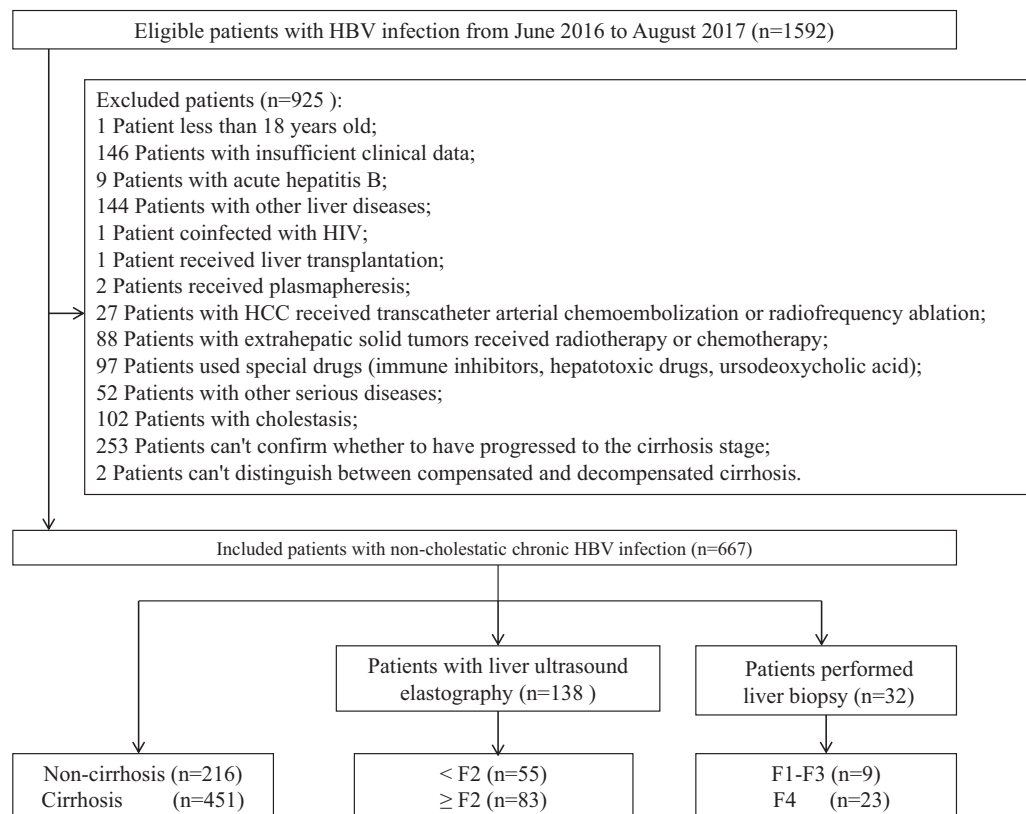 Eligible patients with HBV infection from June 2016 to August 2017 (n=1592)
Excluded patients (n=925 ):
1 Patient less than 18 years old;
146 Patients with insufficient clinical data;
9 Patients with acute hepatitis B;
144 Patients with other liver diseases;
1 Patient coinfected with HIV;
1 Patient received liver transplantation;
2 Patients received plasmapheresis;
27 Patients with HCC received transcatheter arterial chemoembolization or radiofrequency ablation;
88 Patients with extrahepatic solid tumors received radiotherapy or chemotherapy;
97 Patients used special drugs (immune inhibitors, hepatotoxic drugs, ursodeoxycholic acid);
52 Patients with other serious diseases;
102 Patients with cholestasis;
253 Patients can't confirm whether to have progressed to the cirrhosis stage;
2 Patients can't distinguish between compensated and decompensated cirrhosis.
Included patients with non-cholestatic chronic HBV infection (n=667)
Patients with liver ultrasound
elastography (n=138 )
Patients performed
liver biopsy (n=32)
Non-cirrhosis (n=216)
Cirrhosis (n=451)
< F2 (n=55)
≥ F2 (n=83)
F1-F3 (n=9)
F4 (n=23)